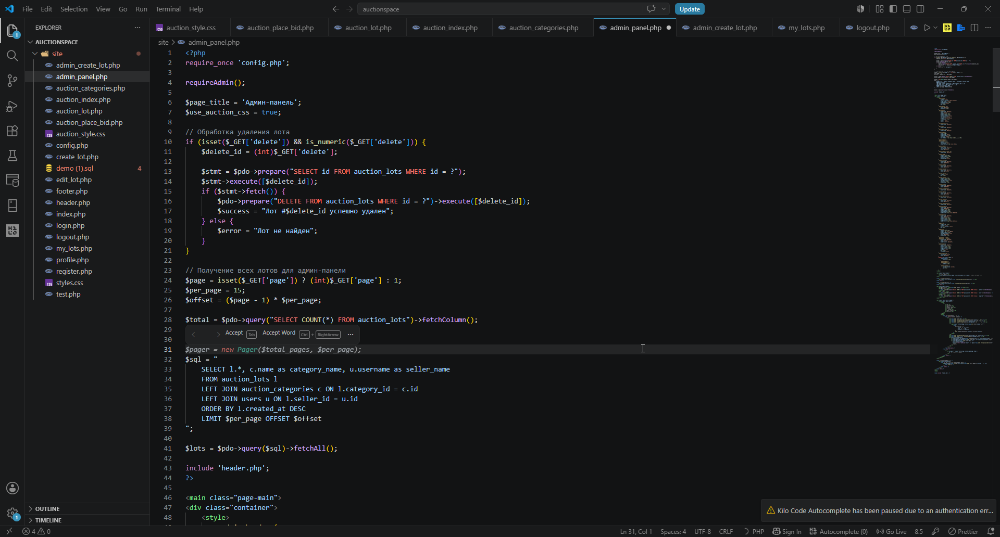 File Edit Selection View Go Run Terminal Help
auctionspace
Update
EXPLORER
AUCTIONSPACE
site
admin_create_lot.php
admin_panel.php
auction_categories.php
auction_index.php
auction_lot.php
auction_place_bid.php
auction_style.css
config.php
create_lot.php
demo (1).sql 4
edit_lot.php
footer.php
header.php
index.php
login.php
logout.php
my_lots.php
profile.php
register.php
styles.css
test.php
OUTLINE
TIMELINE
auction_style.css auction_place_bid.php auction_lot.php auction_index.php auction_categories.php admin_panel.php admin_create_lot.php my_lots.php logout.php
site > admin_panel.php
1 <?php
2 require_once 'config.php';
3
4 requireAdmin();
5
6 $page_title = 'Админ-панель';
7 $use_auction_css = true;
8
9 // Обработка удаления лота
10 if (isset($_GET['delete']) && is_numeric($_GET['delete'])) {
11 $delete_id = (int)$_GET['delete'];
12
13 $stmt = $pdo->prepare("SELECT id FROM auction_lots WHERE id = ?");
14 $stmt->execute([$delete_id]);
15 if ($stmt->fetch()) {
16 $pdo->prepare("DELETE FROM auction_lots WHERE id = ?")->execute([$delete_id]);
17 $success = "Лот #$delete_id успешно удален";
18 } else {
19 $error = "Лот не найден";
20 }
21 }
22
23 // Получение всех лотов для админ-панели
24 $page = isset($_GET['page']) ? (int)$_GET['page'] : 1;
25 $per_page = 15;
26 $offset = ($page - 1) * $per_page;
27
28 $total = $pdo->query("SELECT COUNT(*) FROM auction_lots")->fetchColumn();
29
Accept Tab Accept Word Ctrl + RightArrow ...
30
31 $pager = new Pager($total_pages, $per_page);
32 $sql = "
33 SELECT l.*, c.name as category_name, u.username as seller_name
34 FROM auction_lots l
35 LEFT JOIN auction_categories c ON l.category_id = c.id
36 LEFT JOIN users u ON l.seller_id = u.id
37 ORDER BY l.created_at DESC
38 LIMIT $per_page OFFSET $offset
39 ";
40
41 $lots = $pdo->query($sql)->fetchAll();
42
43 include 'header.php';
44 ?>
45
46 <main class="page-main">
47 <div class="container">
48 <style>
Kilo Code Autocomplete has been paused due to an authentication err...
4 0
Ln 31, Col 1 Spaces: 4 UTF-8 CRLF PHP Sign In Autocomplete (0) Go Live 8.5 Prettier